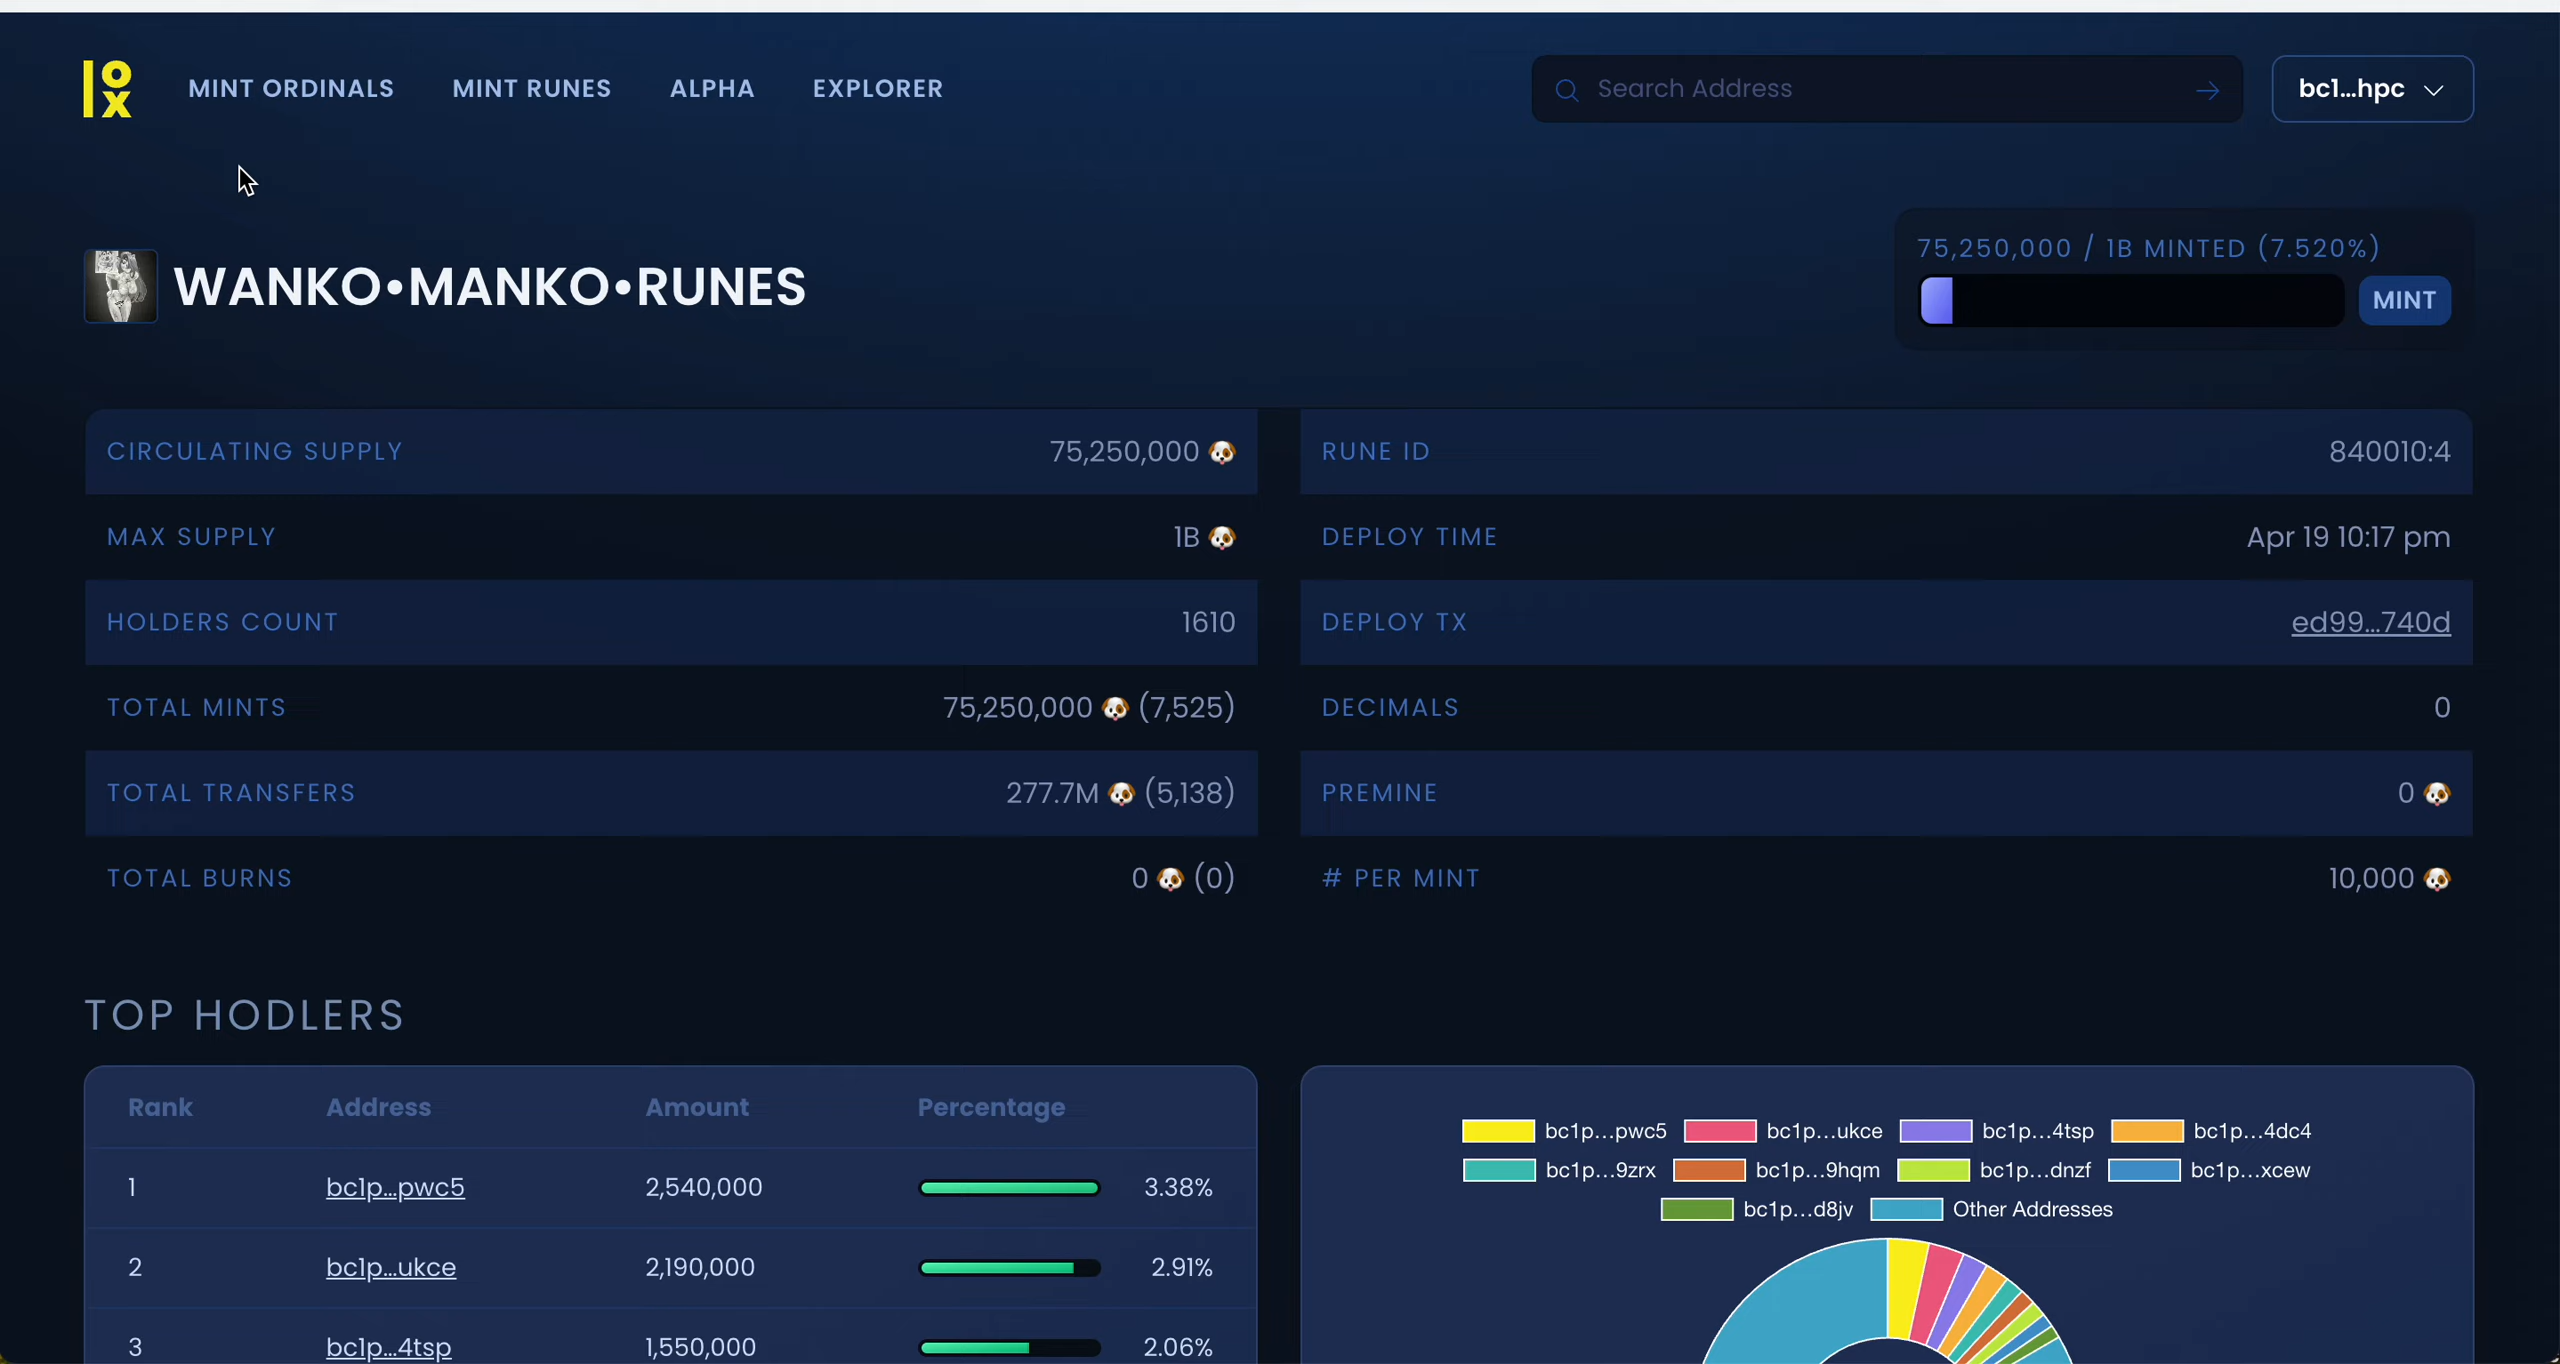 lox MINT ORDINALS MINT RUNES ALPHA EXPLORER Search Address bc1...hpc
WANKO•MANKO•RUNES
75,250,000 / 1B MINTED (7.520%)
MINT
CIRCULATING SUPPLY 75,250,000
RUNE ID 840010:4
MAX SUPPLY 1B
DEPLOY TIME Apr 19 10:17 pm
HOLDERS COUNT 1610
DEPLOY TX ed99...740d
TOTAL MINTS 75,250,000 (7,525)
DECIMALS 0
TOTAL TRANSFERS 277.7M (5,138)
PREMINE 0
TOTAL BURNS 0 (0)
# PER MINT 10,000
TOP HODLERS
Rank Address Amount Percentage
1 bc1p...pwc5 2,540,000 3.38%
2 bc1p...ukce 2,190,000 2.91%
3 bc1p...4tsp 1,550,000 2.06%
bc1p...pwc5 bc1p...ukce bc1p...4tsp bc1p...4dc4
bc1p...9zrx bc1p...9hqm bc1p...dnzf bc1p...xcew
bc1p...d8jv Other Addresses